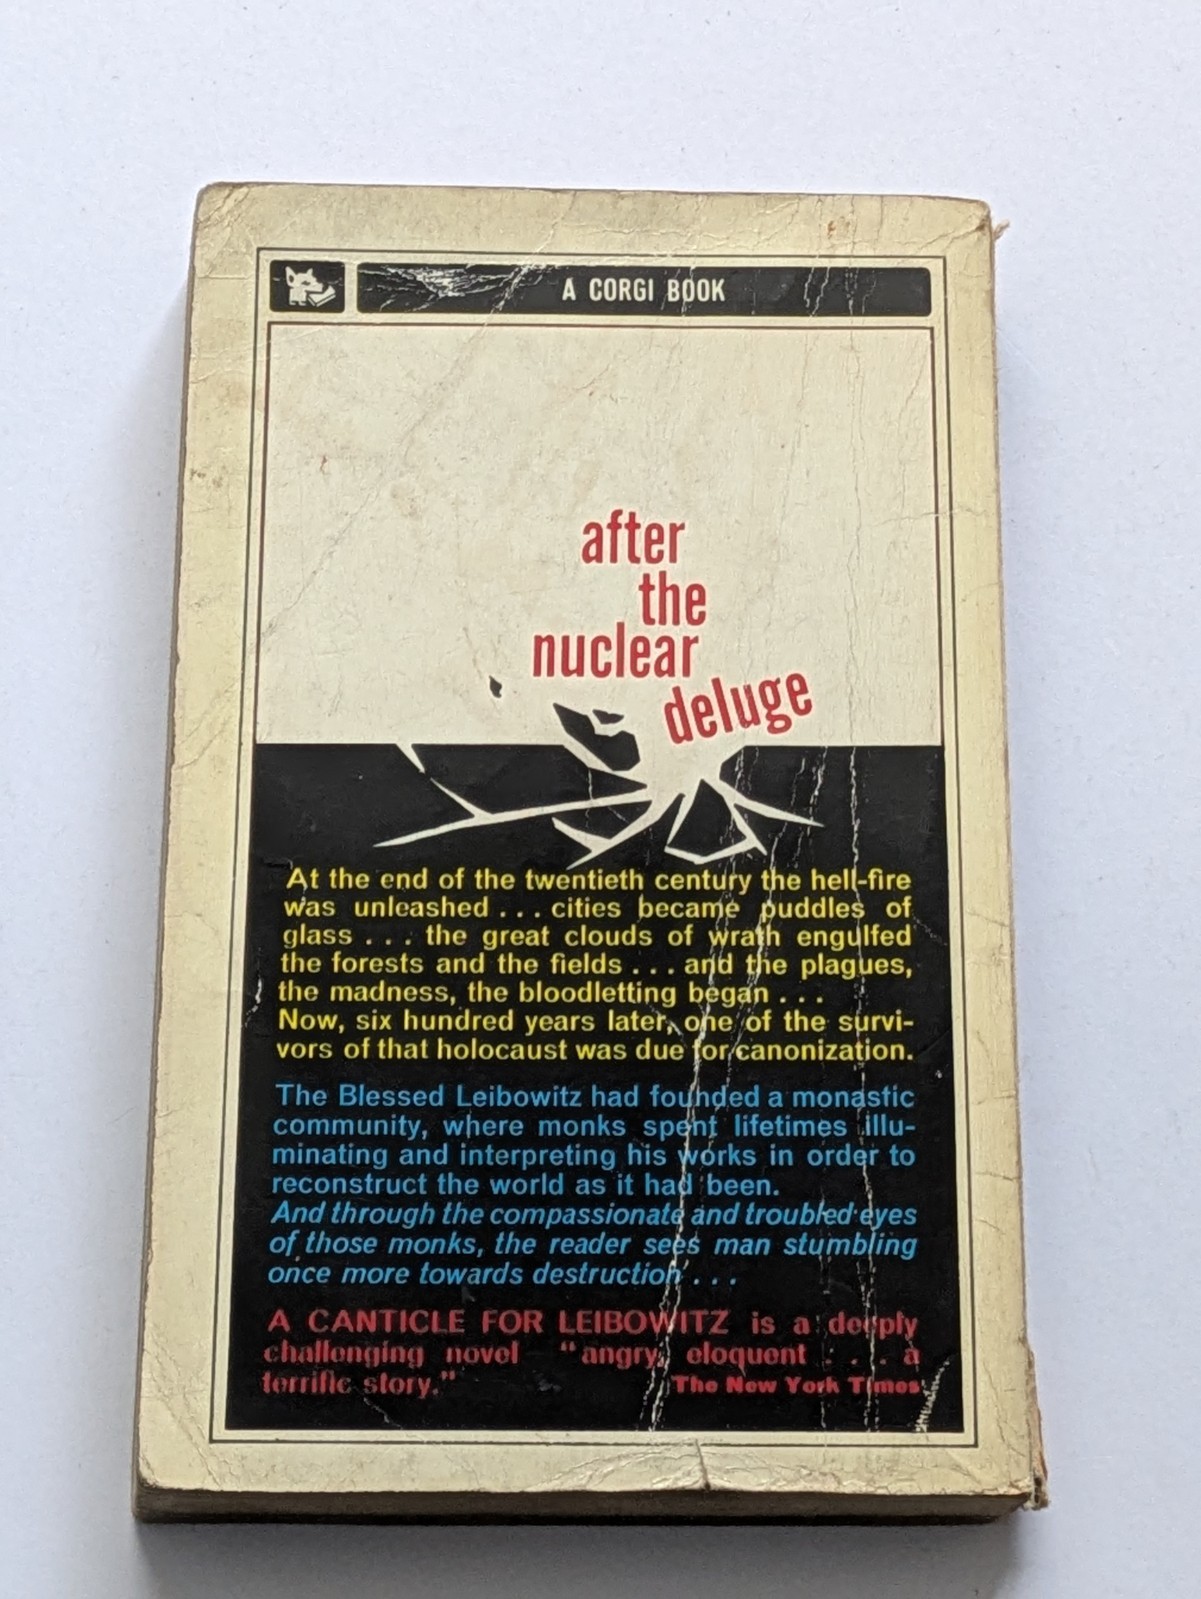 A CORGI BOOK
after
the
nuclear
deluge
At the end of the twentieth century the hell-fire
was unleashed . . . cities became puddles of
glass . . . the great clouds of wrath engulfed
the forests and the fields . . . and the plagues,
the madness, the bloodletting began . . .
Now, six hundred years later, one of the survi-
vors of that holocaust was due for canonization.
The Blessed Leibowitz had founded a monastic
community, where monks spent lifetimes illu-
minating and interpreting his works in order to
reconstruct the world as it had been.
And through the compassionate and troubled eyes
of those monks, the reader sees man stumbling
once more towards destruction . . .
A CANTICLE FOR LEIBOWITZ is a deeply
challenging novel "angry, eloquent . . . a
terrific story."
The New York Times